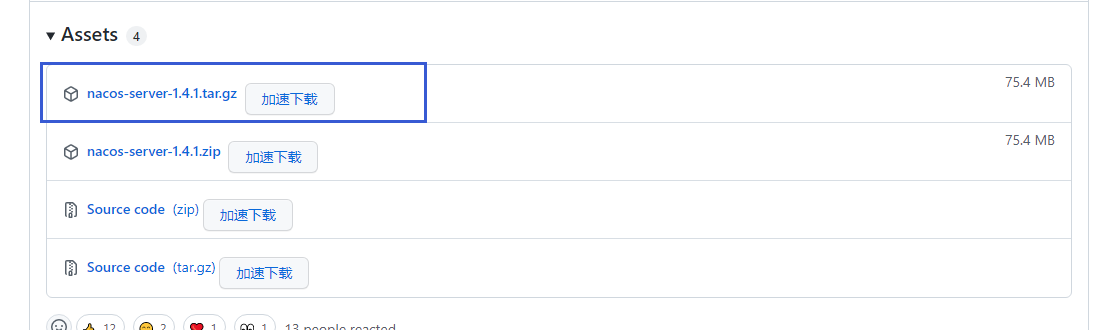 Assets 4
nacos-server-1.4.1.tar.gz 加速下载 75.4 MB
nacos-server-1.4.1.zip 加速下载 75.4 MB
Source code (zip) 加速下载
Source code (tar.gz) 加速下载
12 2 1 1 13 people reacted